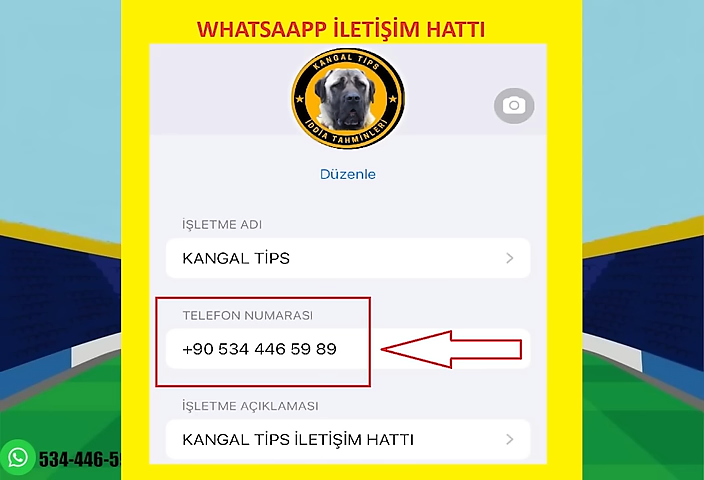 WHATSAAPP İLETİŞİM HATTI
KANGAL TİPS
İDDİA TAHMİNLERİ
Düzenle
İŞLETME ADI
KANGAL TİPS
TELEFON NUMARASI
+90 534 446 59 89
İŞLETME AÇIKLAMASI
KANGAL TİPS İLETİŞİM HATTI
534-446-5